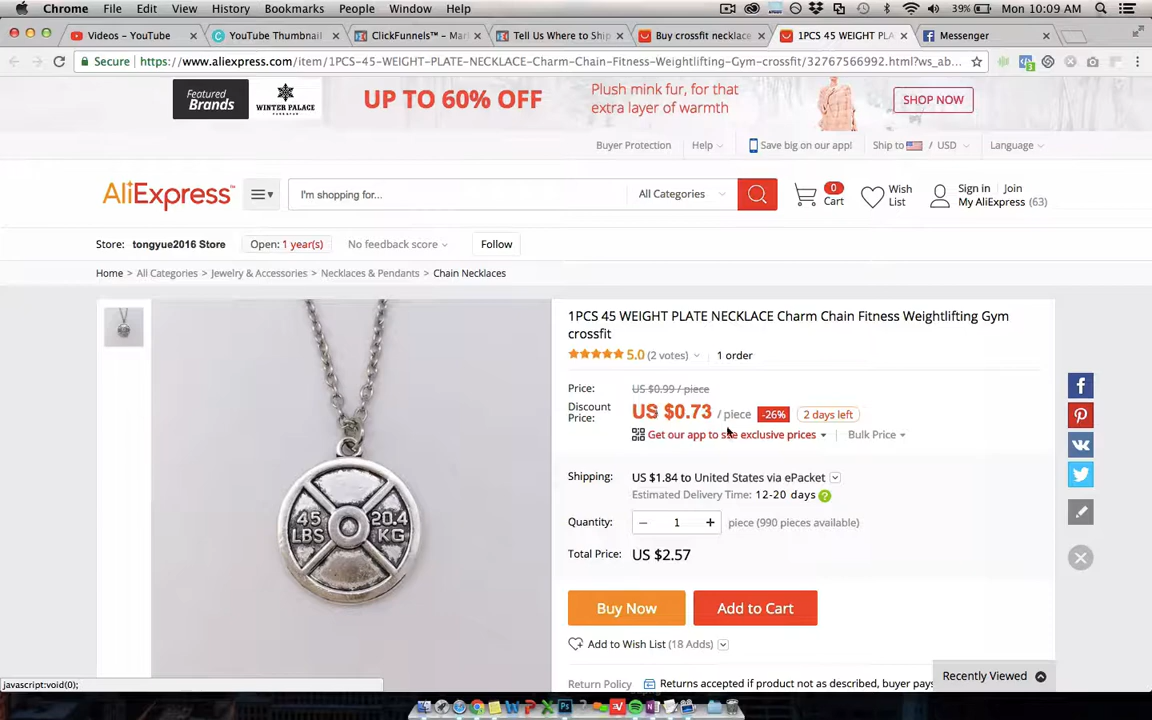 Chrome File Edit View History Bookmarks People Window Help 39% Mon 10:09 AM
Videos - YouTube YouTube Thumbnail ClickFunnels™ - Mar Tell Us Where to Ship Buy crossfit necklace 1PCS 45 WEIGHT PLA Messenger
Secure https://www.aliexpress.com/item/1PCS-45-WEIGHT-PLATE-NECKLACE-Charm-Chain-Fitness-Weightlifting-Gym-crossfit/32767566992.html?ws_ab...
Featured
Brands
WINTER PALACE
UP TO 60% OFF
Plush mink fur, for that
extra layer of warmth
SHOP NOW
Buyer Protection Help Save big on our app! Ship to / USD Language
AliExpress™
I'm shopping for... All Categories
0
Cart
Wish
List
Sign in Join
My AliExpress (63)
Store: tongyue2016 Store Open: 1 year(s) No feedback score Follow
Home > All Categories > Jewelry & Accessories > Necklaces & Pendants > Chain Necklaces
1PCS 45 WEIGHT PLATE NECKLACE Charm Chain Fitness Weightlifting Gym
crossfit
5.0 (2 votes) 1 order
Price: US $0.99 / piece
Discount
Price:
US $0.73 / piece -26% 2 days left
Get our app to see exclusive prices Bulk Price
Shipping: US $1.84 to United States via ePacket
Estimated Delivery Time: 12-20 days ?
Quantity: − 1 + piece (990 pieces available)
Total Price: US $2.57
Buy Now Add to Cart
Add to Wish List (18 Adds)
Return Policy Returns accepted if product not as described, buyer pays
Recently Viewed
45
LBS
20.4
KG
javascript:void(0);